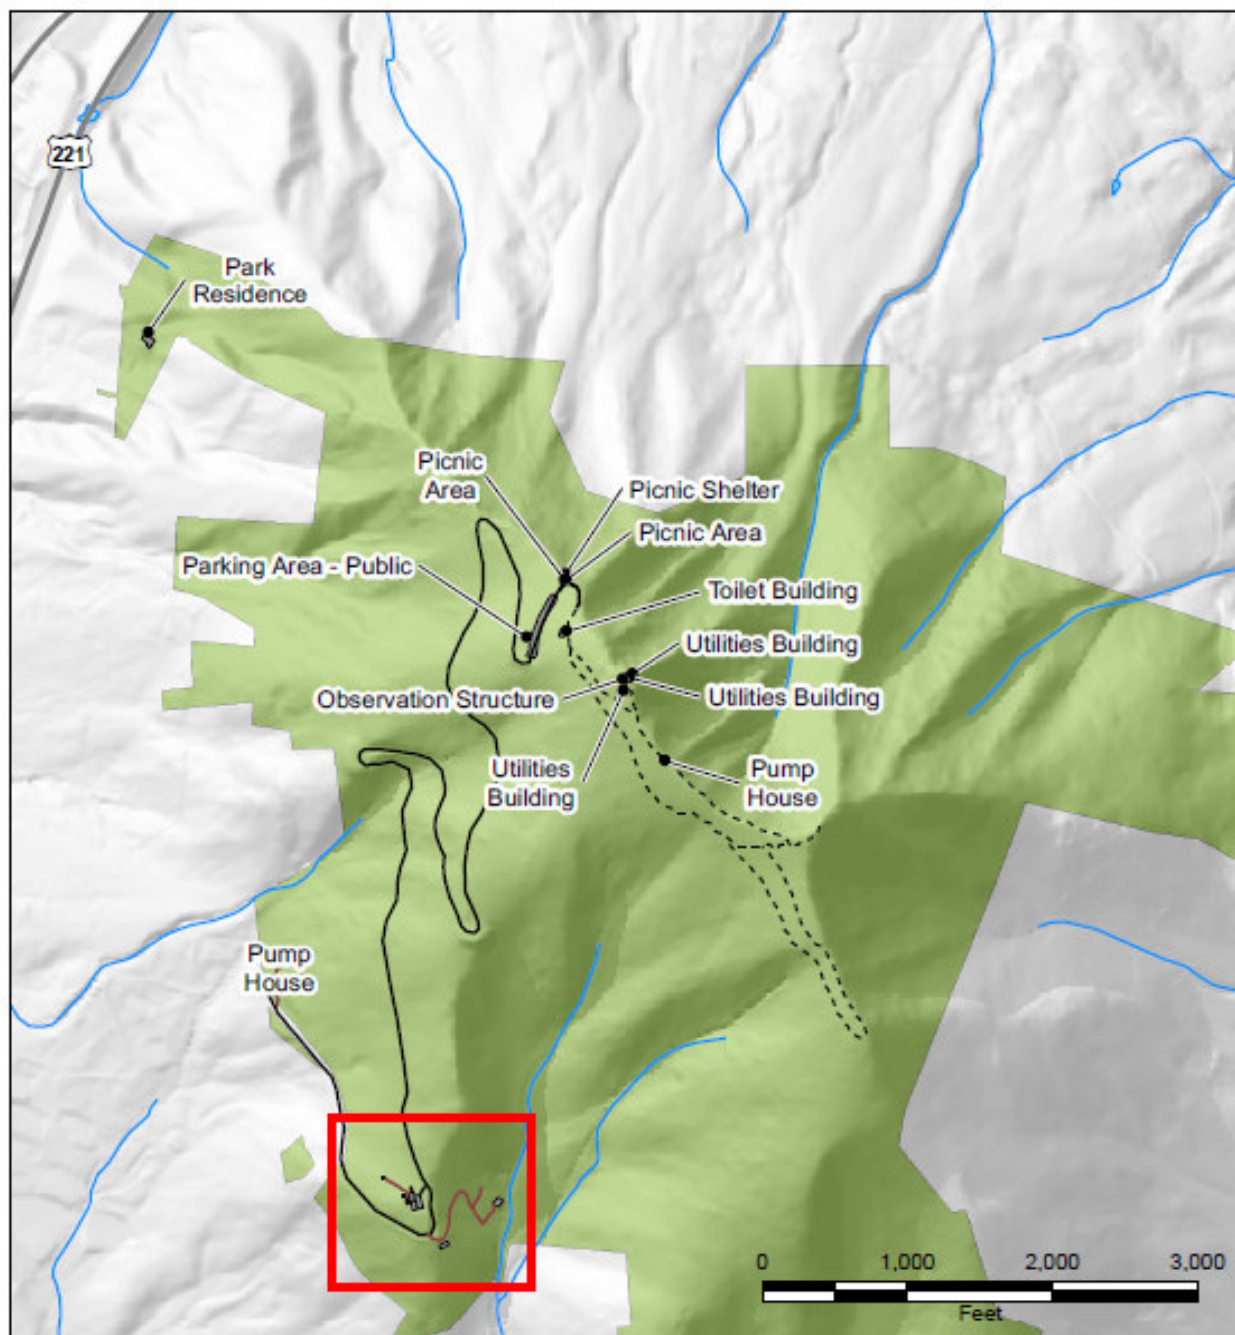 221
Park
Residence
Picnic
Area
Picnic Shelter
Picnic Area
Parking Area - Public
Toilet Building
Utilities Building
Observation Structure
Utilities Building
Utilities
Building
Pump
House
Pump
House
0 1,000 2,000 3,000
Feet